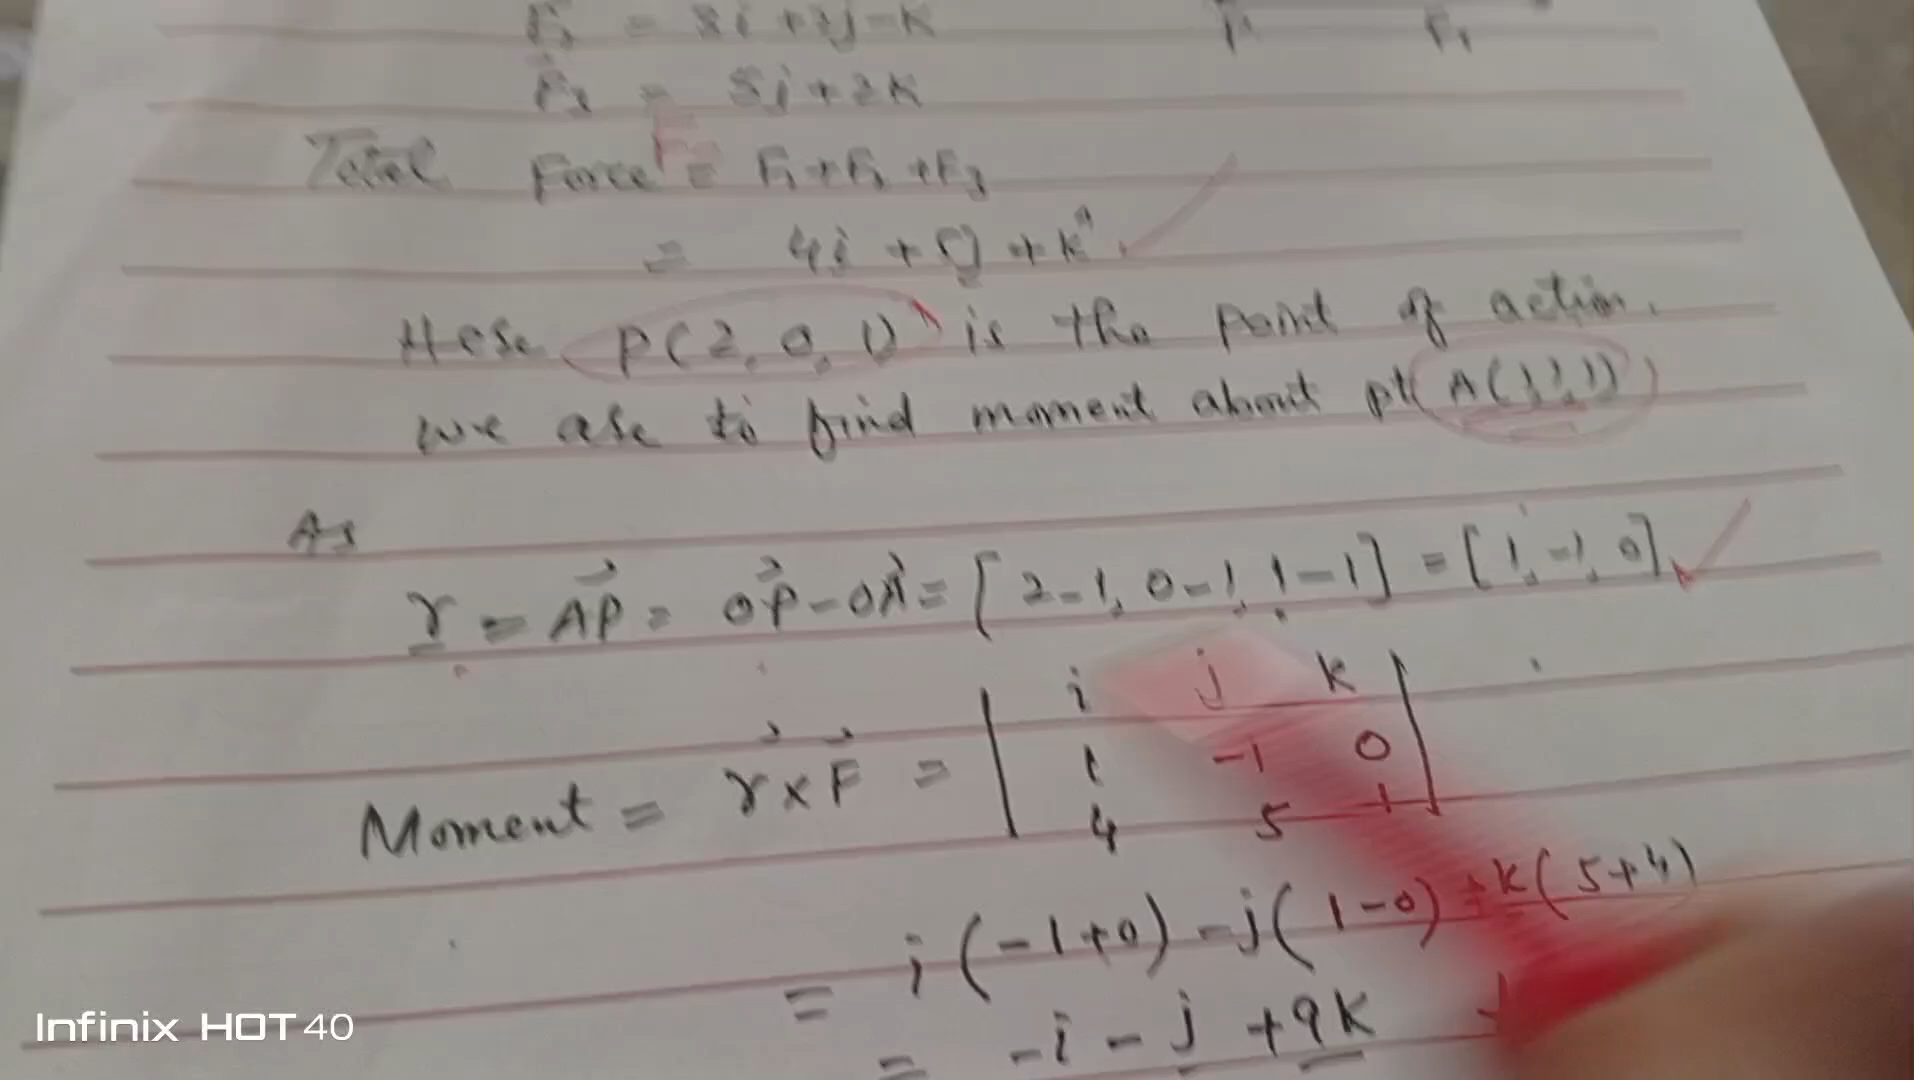 = 3i + 2j - k
= 5j + 2k
Total Force = F₁ + F₂ + F₃
= 4i + 5j + k
Here P(2, 0, 1) is the point of action.
we are to find moment about pt A(1,1,1)
As
r = AP = OP - OA = [2-1, 0-1, 1-1] = [1, -1, 0]
i j k
1 -1 0
Moment = r × F =
4 5 1
= i(-1+0) - j(1-0) + k(5+4)
= -i - j + 9k
Infinix HOT 40